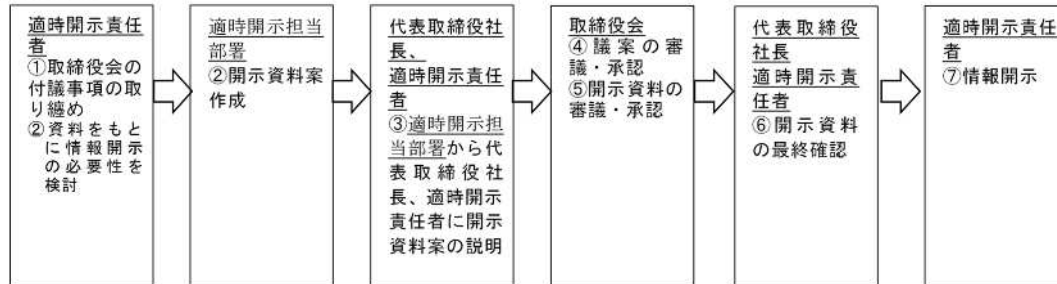 適時開示責任
者
①取締役会の
付議事項の取
り纏め
②資料をもと
に情報開示
の必要性を
検討
適時開示担当
部署
②開示資料案
作成
代表取締役社
長、
適時開示責任
者
③適時開示担
当部署から代
表取締役社
長、適時開示
責任者に開示
資料案の説明
取締役会
④議案の審
議・承認
⑤開示資料の
審議・承認
代表取締役
社長
適時開示責
任者
⑥開示資料
の最終確認
適時開示責任
者
⑦情報開示